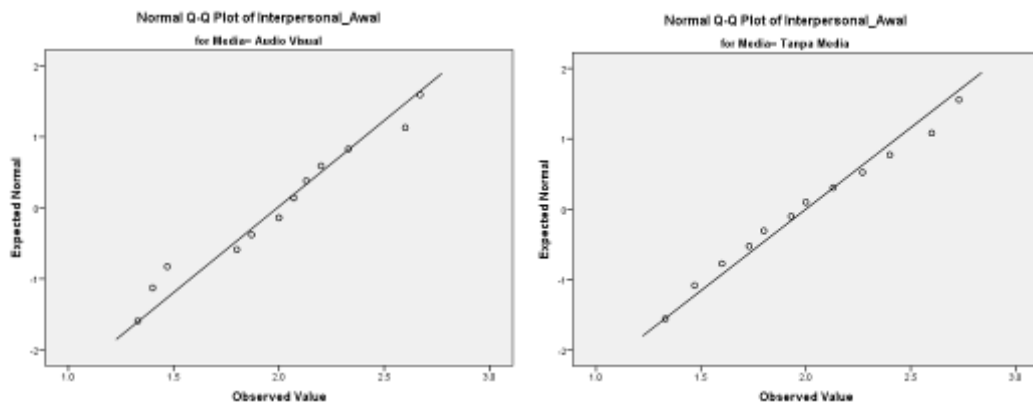 Normal Q-Q Plot of Interpersonal_Awal
for Media= Audio Visual
2
1
0
-1
-2
Expected Normal
1.0
1.5
2.0
2.5
3.0
Observed Value
Normal Q-Q Plot of Interpersonal_Awal
for Media= Tanpa Media
2
1
0
-1
-2
Expected Normal
1.0
1.5
2.0
2.5
3.0
Observed Value